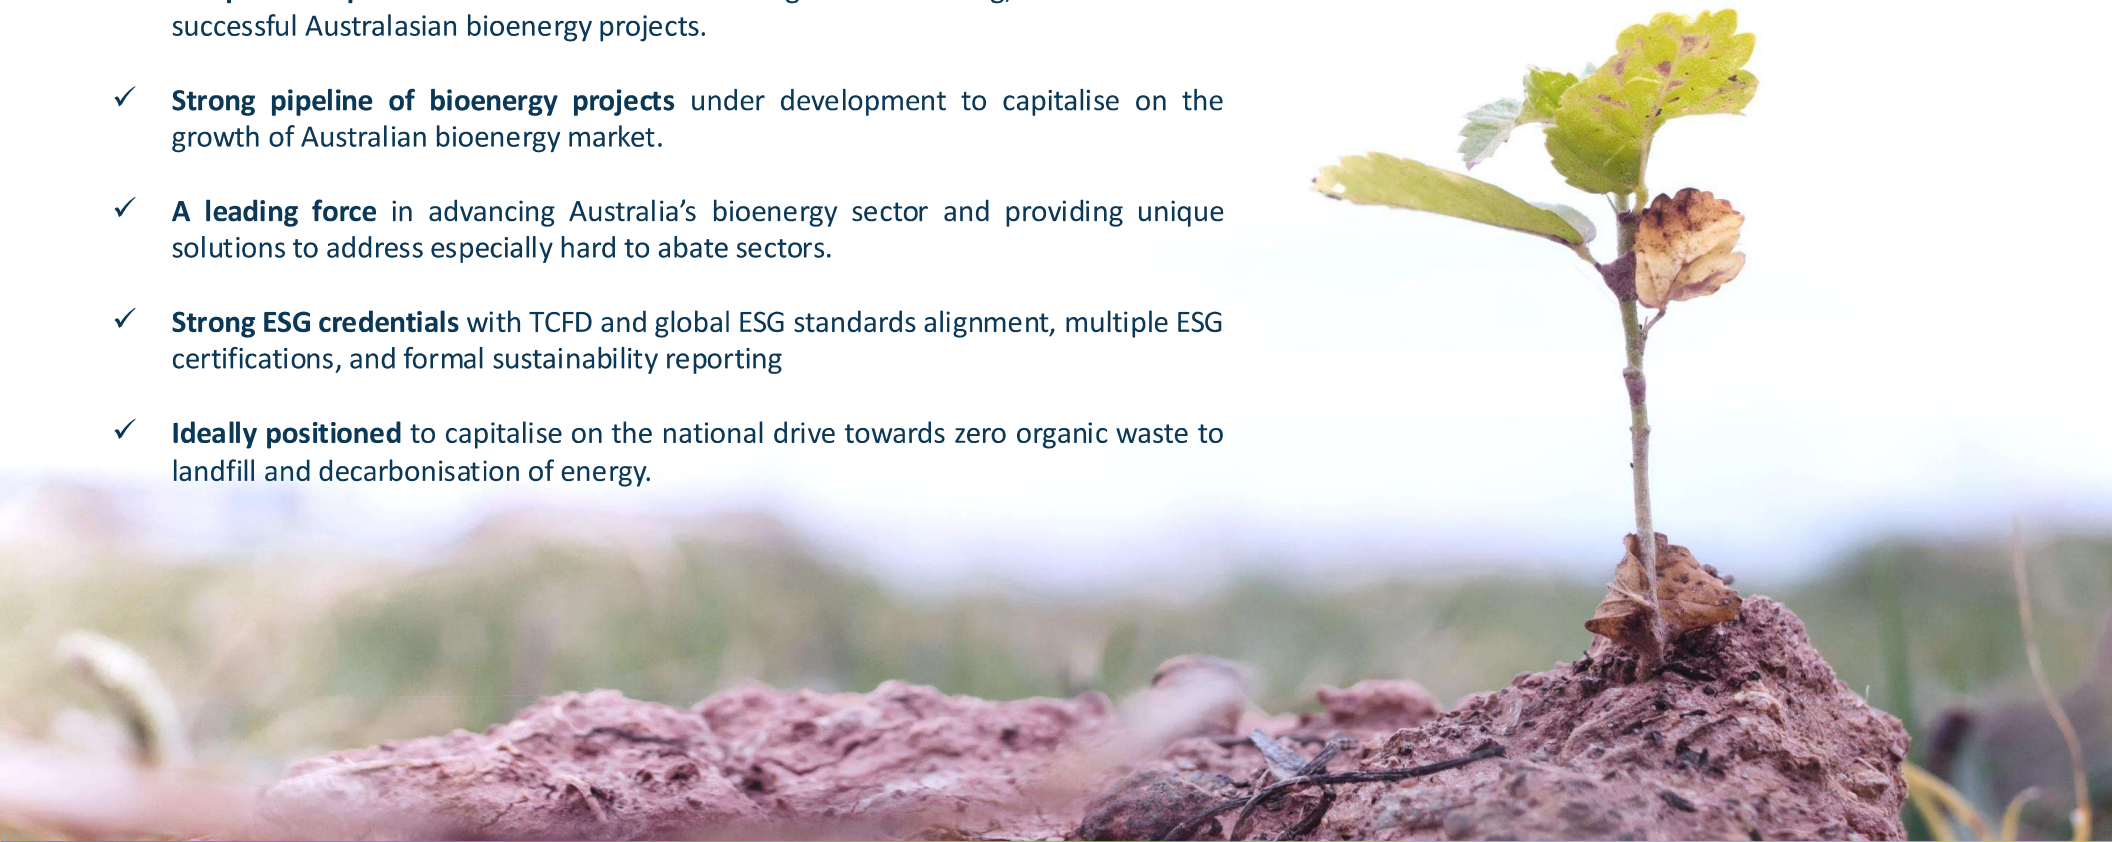 successful Australasian bioenergy projects.
✓ Strong pipeline of bioenergy projects under development to capitalise on the
growth of Australian bioenergy market.
✓ A leading force in advancing Australia’s bioenergy sector and providing unique
solutions to address especially hard to abate sectors.
✓ Strong ESG credentials with TCFD and global ESG standards alignment, multiple ESG
certifications, and formal sustainability reporting
✓ Ideally positioned to capitalise on the national drive towards zero organic waste to
landfill and decarbonisation of energy.